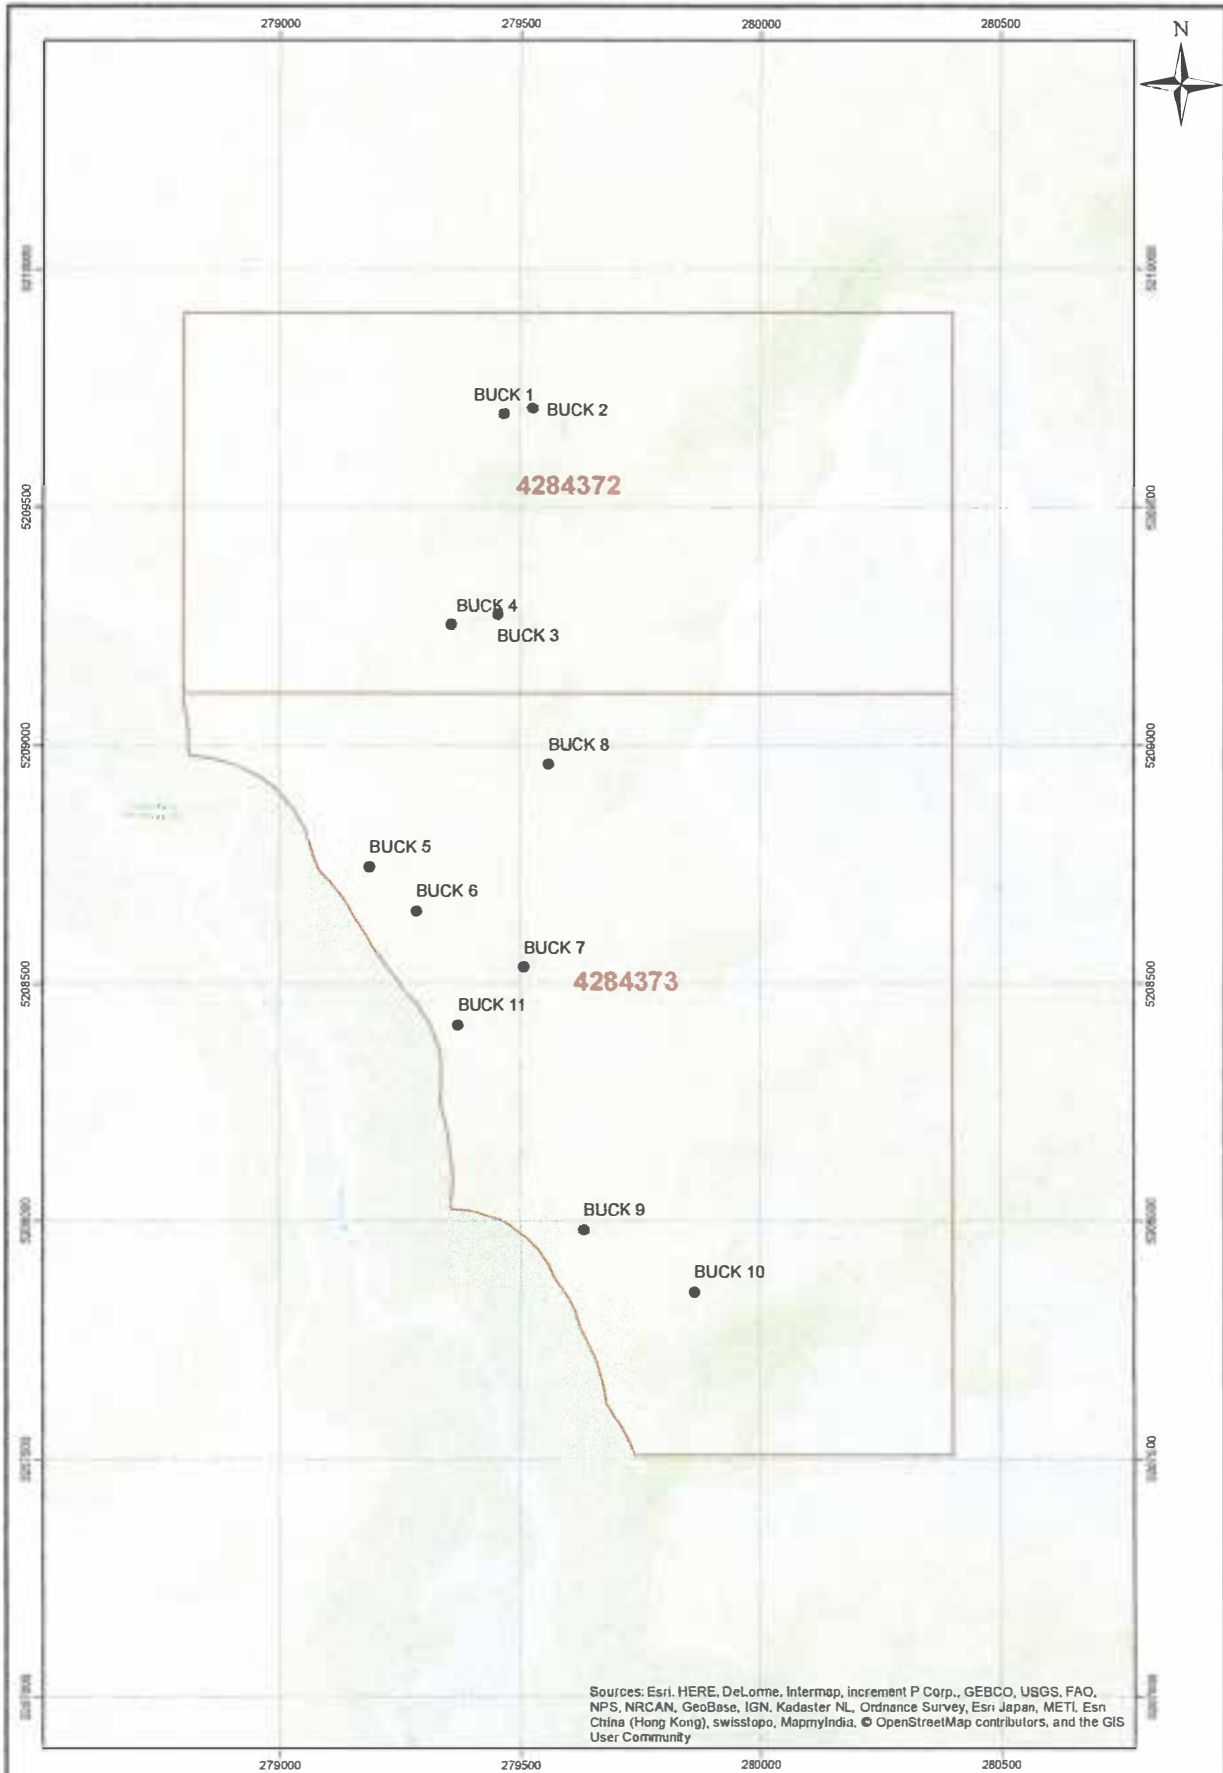 279000 279500 280000 280500
N
BUCK 1
BUCK 2
4284372
5209500
BUCK 4
BUCK 3
5209000 5209000
BUCK 8
BUCK 5
BUCK 6
BUCK 7
4284373
5208500 5208500
BUCK 11
BUCK 9
BUCK 10
Sources: Esri, HERE, DeLorme, Intermap, increment P Corp., GEBCO, USGS, FAO,
NPS, NRCAN, GeoBase, IGN, Kadaster NL, Ordnance Survey, Esri Japan, METI, Esri
China (Hong Kong), swisstopo, MapmyIndia, © OpenStreetMap contributors, and the GIS
User Community
279000 279500 280000 280500